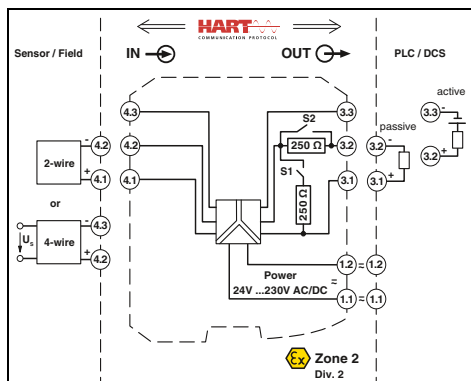 HART
COMMUNICATION PROTOCOL
Sensor / Field
IN
OUT
PLC / DCS
4.3
4.2
4.1
3.3
3.2
3.1
S2
250 Ω
S1
250 Ω
2-wire
-
4.2
+
4.1
or
4-wire
Us
-
4.3
+
4.2
passive
-
3.2
+
3.1
active
3.3 -
3.2 +
Power
24V ...230V AC/DC
≂
1.2 ≈ 1.2
1.1 ≈ 1.1
Ex
Zone 2
Div. 2